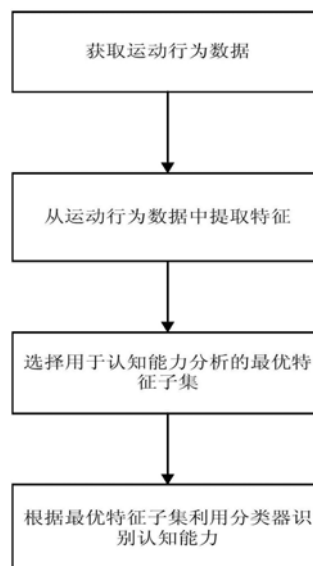 获取运动行为数据
从运动行为数据中提取特征
选择用于认知能力分析的最优特
征子集
根据最优特征子集利用分类器识
别认知能力